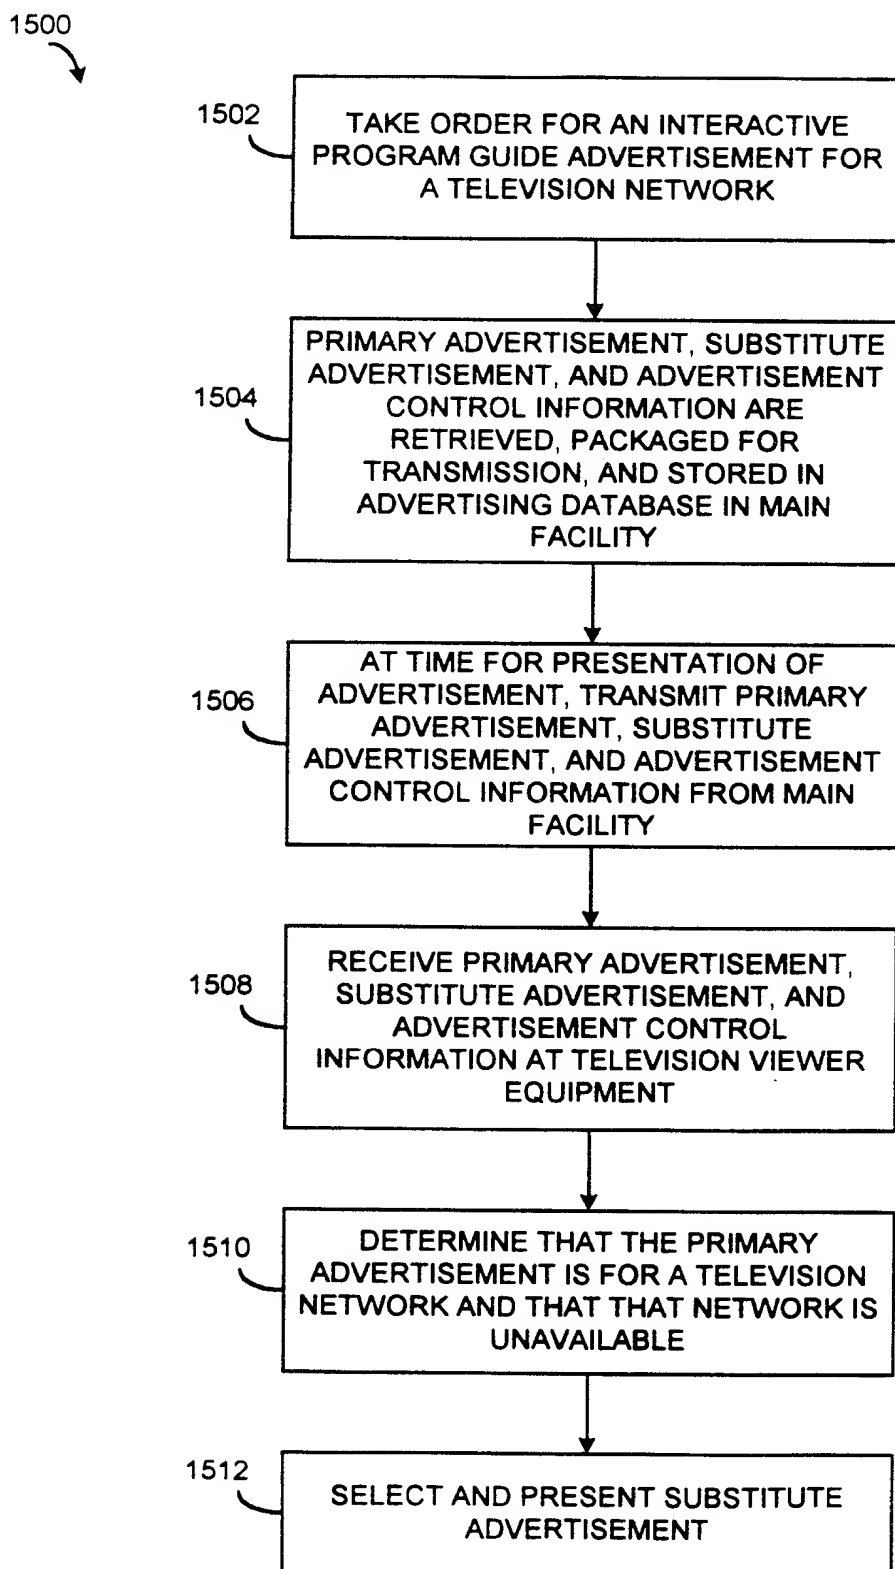 1500
1502
TAKE ORDER FOR AN INTERACTIVE
PROGRAM GUIDE ADVERTISEMENT FOR
A TELEVISION NETWORK
1504
PRIMARY ADVERTISEMENT, SUBSTITUTE
ADVERTISEMENT, AND ADVERTISEMENT
CONTROL INFORMATION ARE
RETRIEVED, PACKAGED FOR
TRANSMISSION, AND STORED IN
ADVERTISING DATABASE IN MAIN
FACILITY
1506
AT TIME FOR PRESENTATION OF
ADVERTISEMENT, TRANSMIT PRIMARY
ADVERTISEMENT, SUBSTITUTE
ADVERTISEMENT, AND ADVERTISEMENT
CONTROL INFORMATION FROM MAIN
FACILITY
1508
RECEIVE PRIMARY ADVERTISEMENT,
SUBSTITUTE ADVERTISEMENT, AND
ADVERTISEMENT CONTROL
INFORMATION AT TELEVISION VIEWER
EQUIPMENT
1510
DETERMINE THAT THE PRIMARY
ADVERTISEMENT IS FOR A TELEVISION
NETWORK AND THAT THAT NETWORK IS
UNAVAILABLE
1512
SELECT AND PRESENT SUBSTITUTE
ADVERTISEMENT